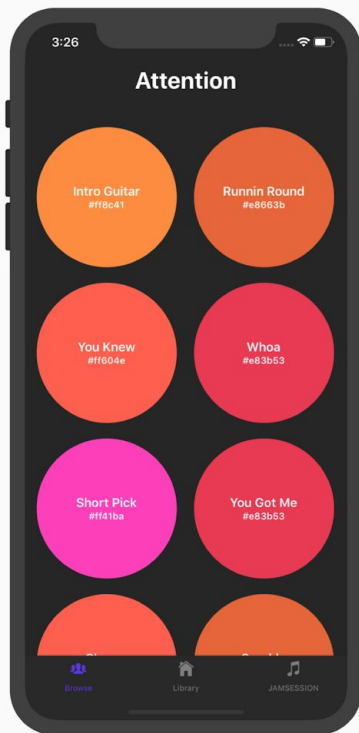 3:26
Attention
Intro Guitar
#ff8c41
Runnin Round
#e8663b
You Knew
#ff604e
Whoa
#e83b53
Short Pick
#ff41ba
You Got Me
#e83b53
Browse
Library
JAMSESSION